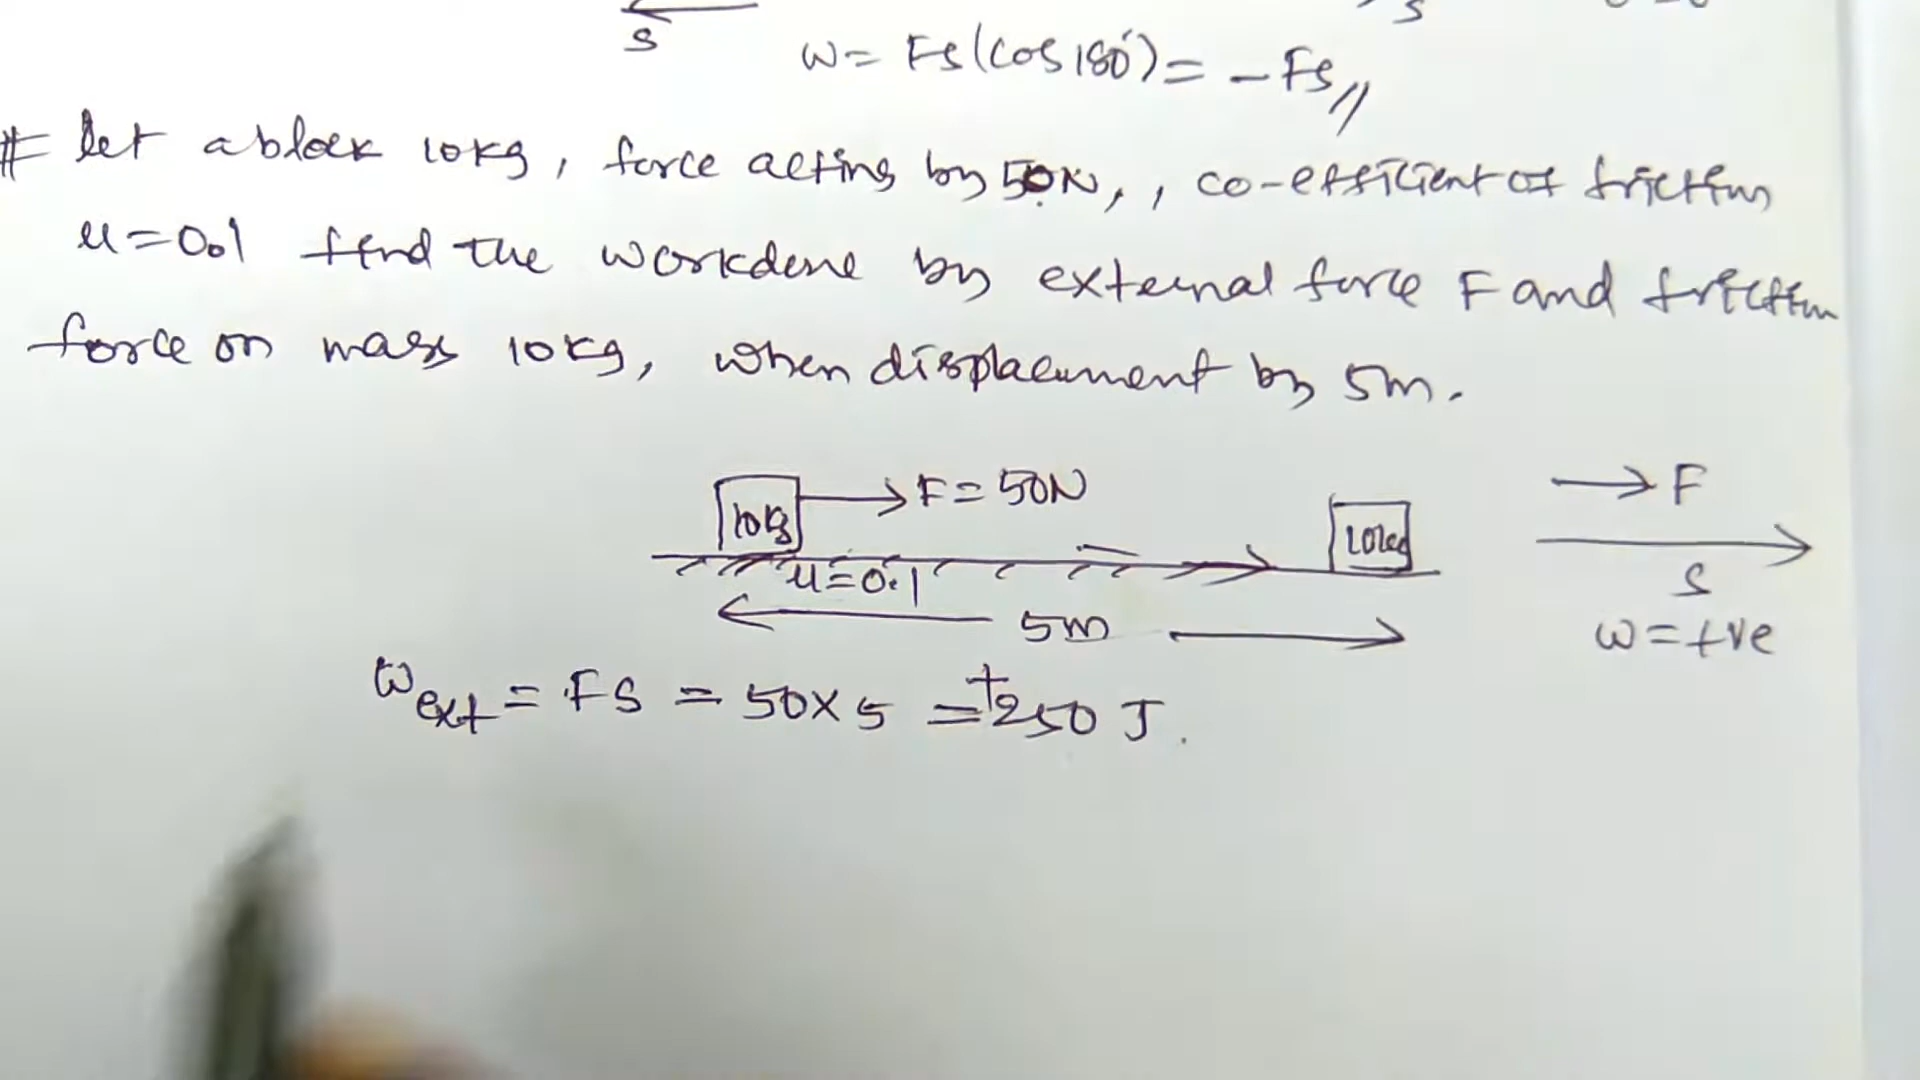 S
S
W = FS(cos 180°) = -FS //
# let a block 10kg, force acting by 50N, , co-efficient of friction
u=0.1 find the workdone by external force F and friction
force on mass 10kg, when displacement by 5m.
10kg → F = 50N
10kg
→ F
u=0.1
S
5m
W = +ve
Wext = FS = 50×5 = +250 J.